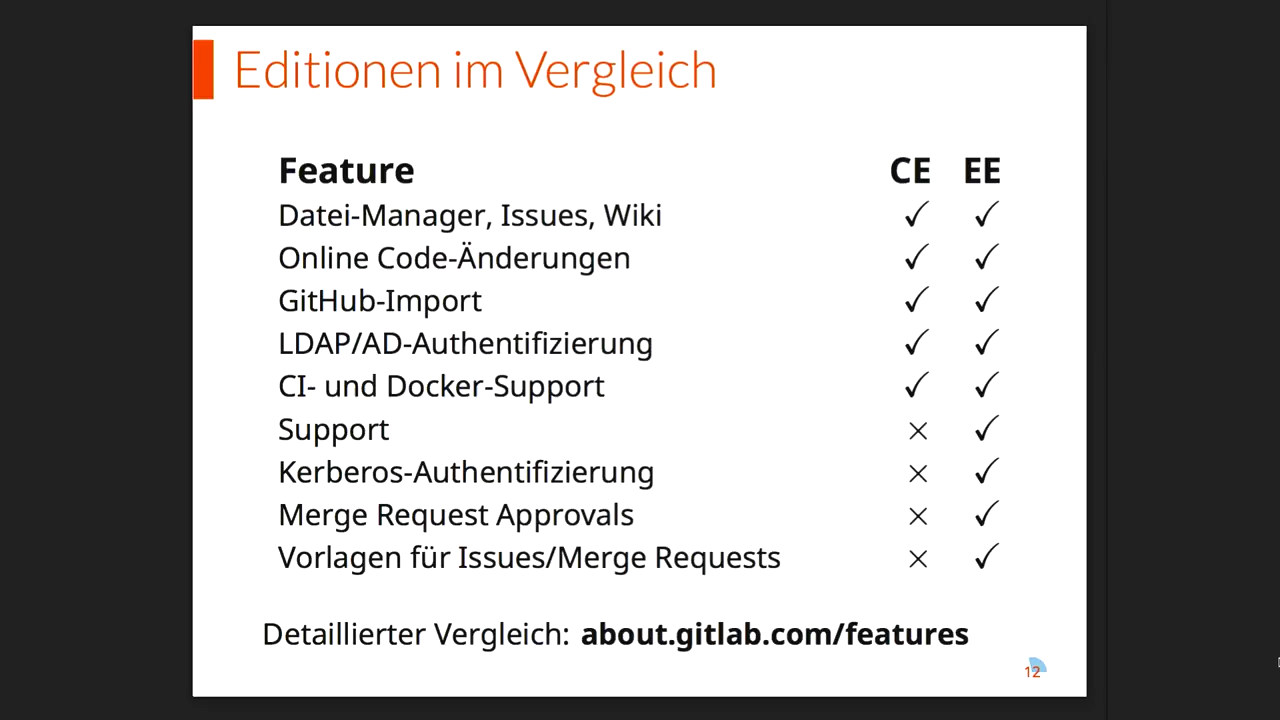 Editionen im Vergleich
Feature CE EE
Datei-Manager, Issues, Wiki ✓ ✓
Online Code-Änderungen ✓ ✓
GitHub-Import ✓ ✓
LDAP/AD-Authentifizierung ✓ ✓
CI- und Docker-Support ✓ ✓
Support × ✓
Kerberos-Authentifizierung × ✓
Merge Request Approvals × ✓
Vorlagen für Issues/Merge Requests × ✓
Detaillierter Vergleich: about.gitlab.com/features
12